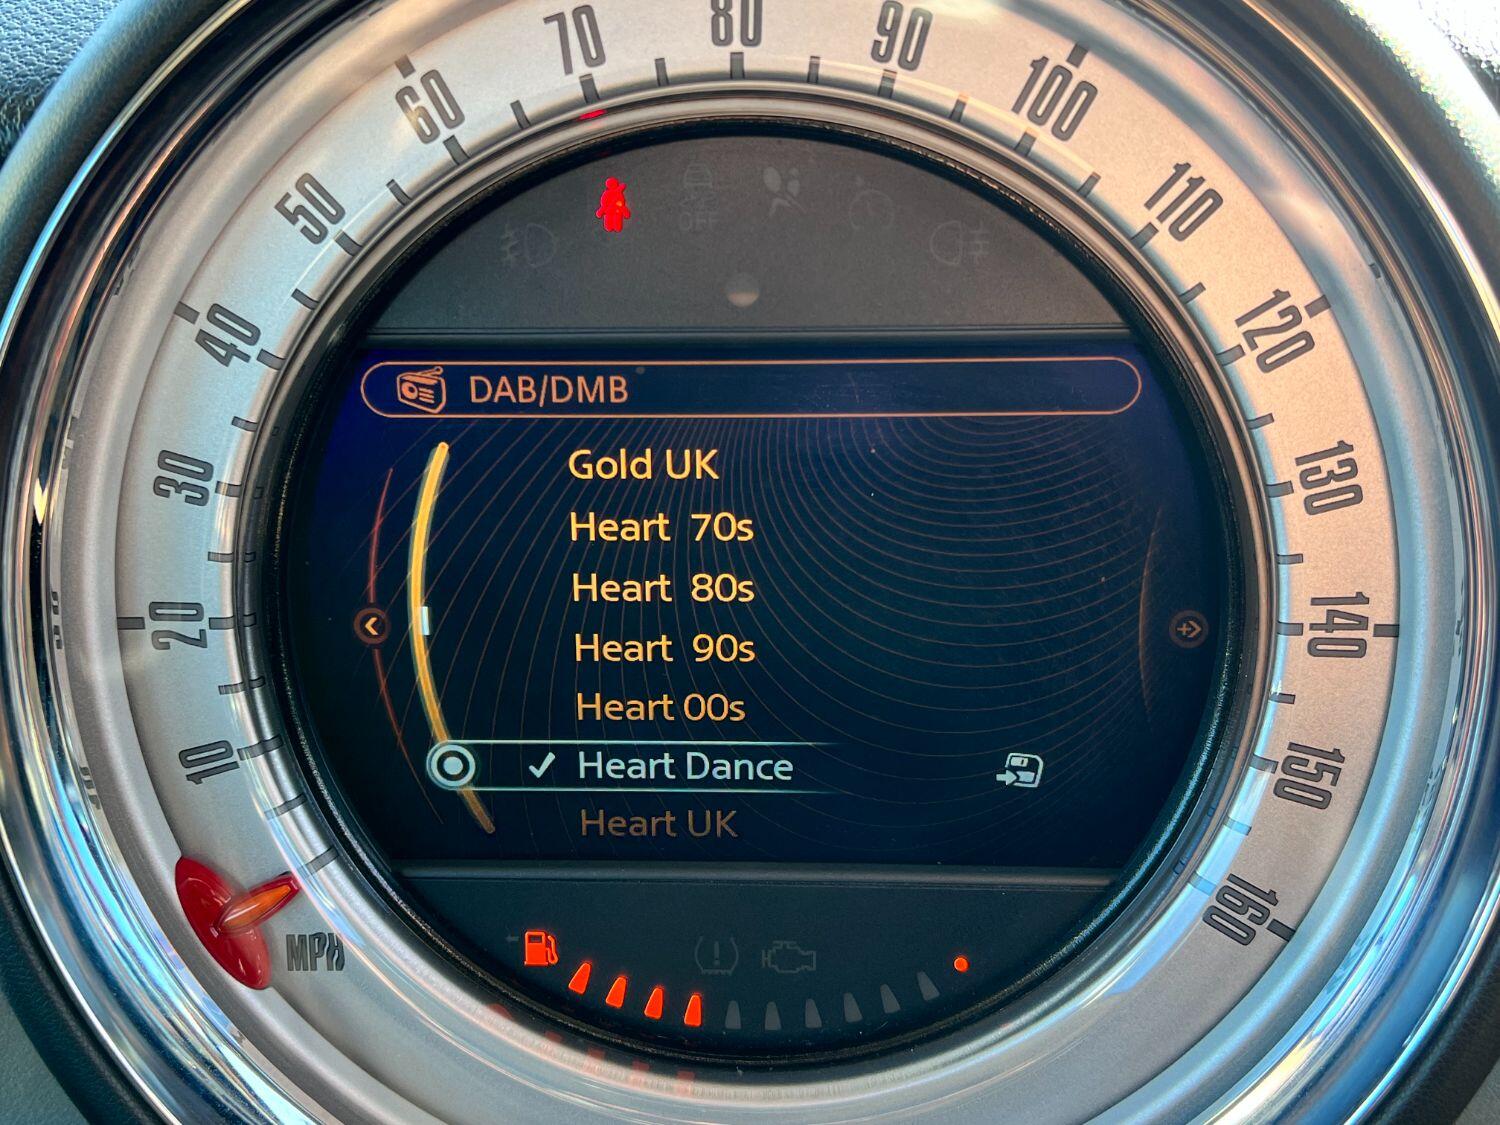 70
80
90
60
100
50
110
40
120
OFF
DAB/DMB
Gold UK
Heart 70s
30
130
Heart 80s
20
140
Heart 90s
Heart 00s
10
150
Heart Dance
Heart UK
160
MPH